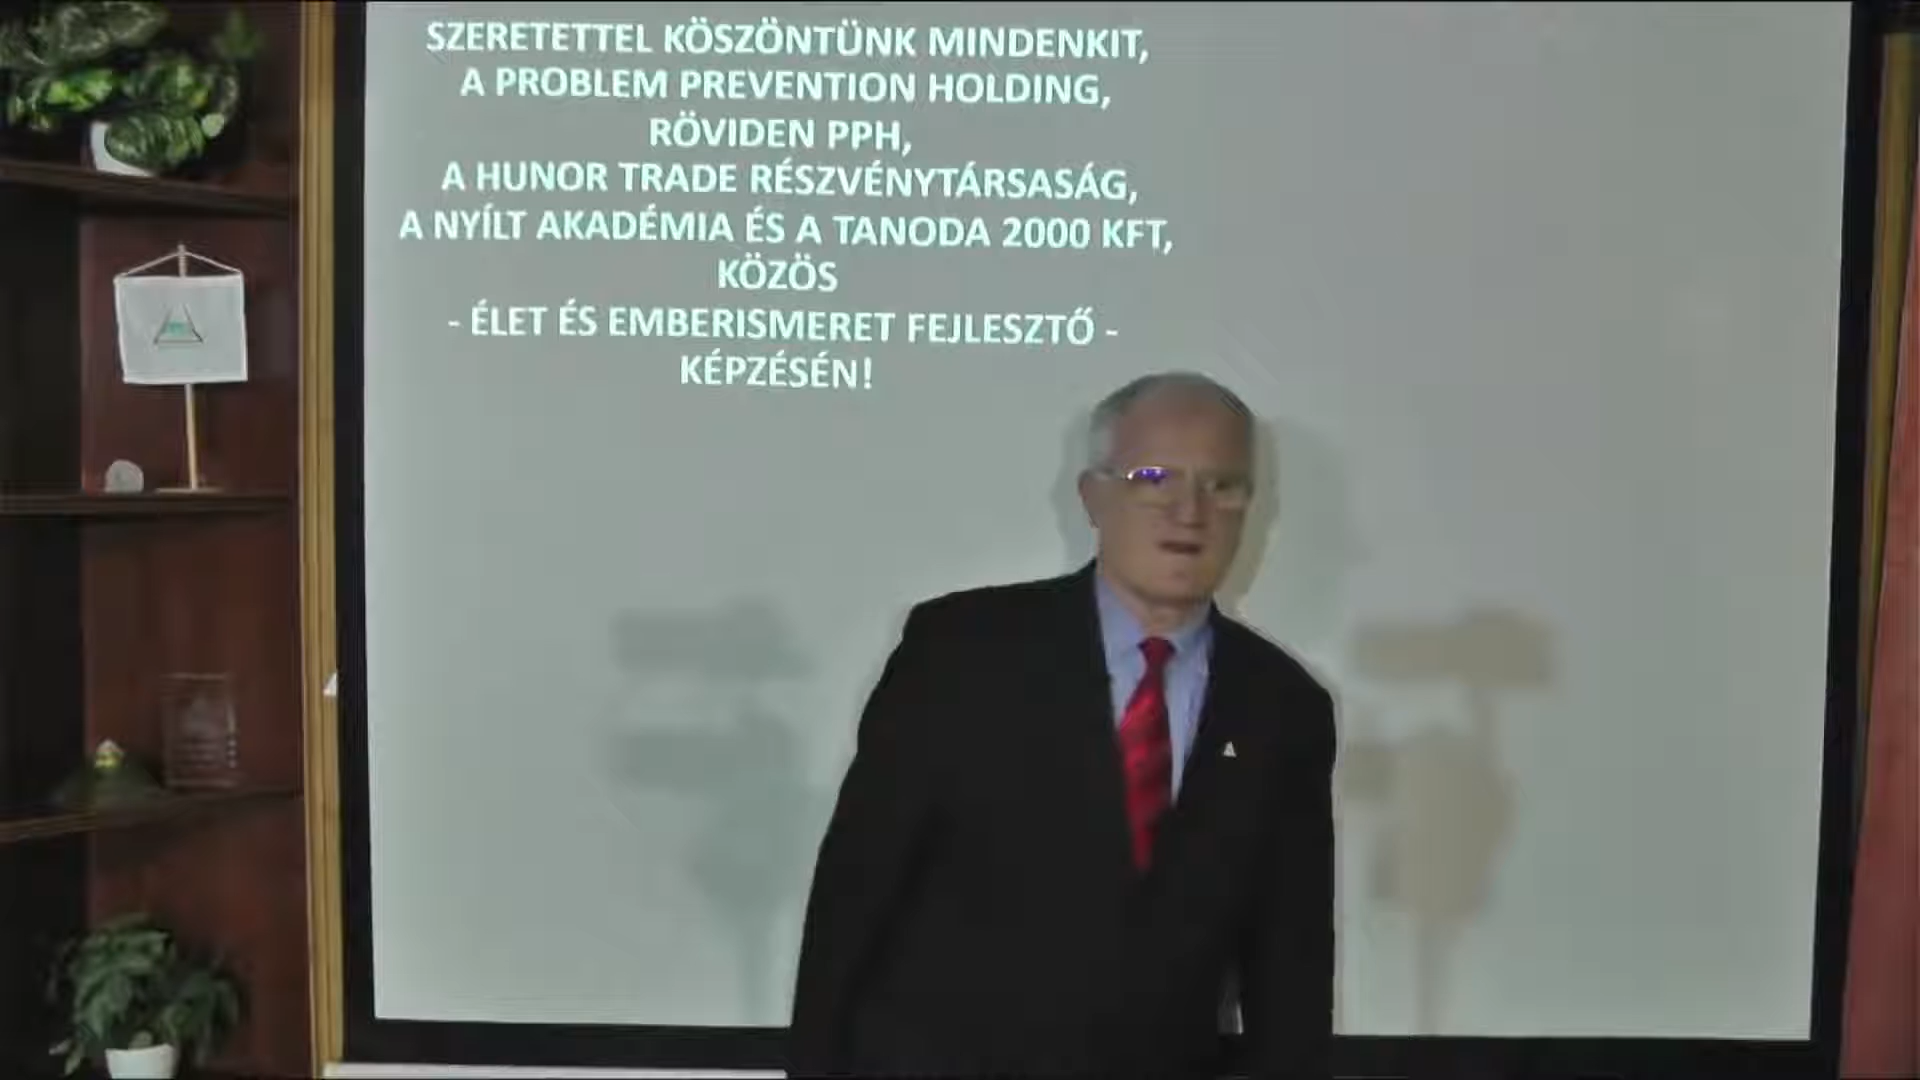 SZERETETTEL KÖSZÖNTÜNK MINDENKIT,
A PROBLEM PREVENTION HOLDING,
RÖVIDEN PPH,
A HUNOR TRADE RÉSZVÉNYTÁRSASÁG,
A NYÍLT AKADÉMIA ÉS A TANODA 2000 KFT,
KÖZÖS
- ÉLET ÉS EMBERISMERET FEJLESZTŐ -
KÉPZÉSÉN!